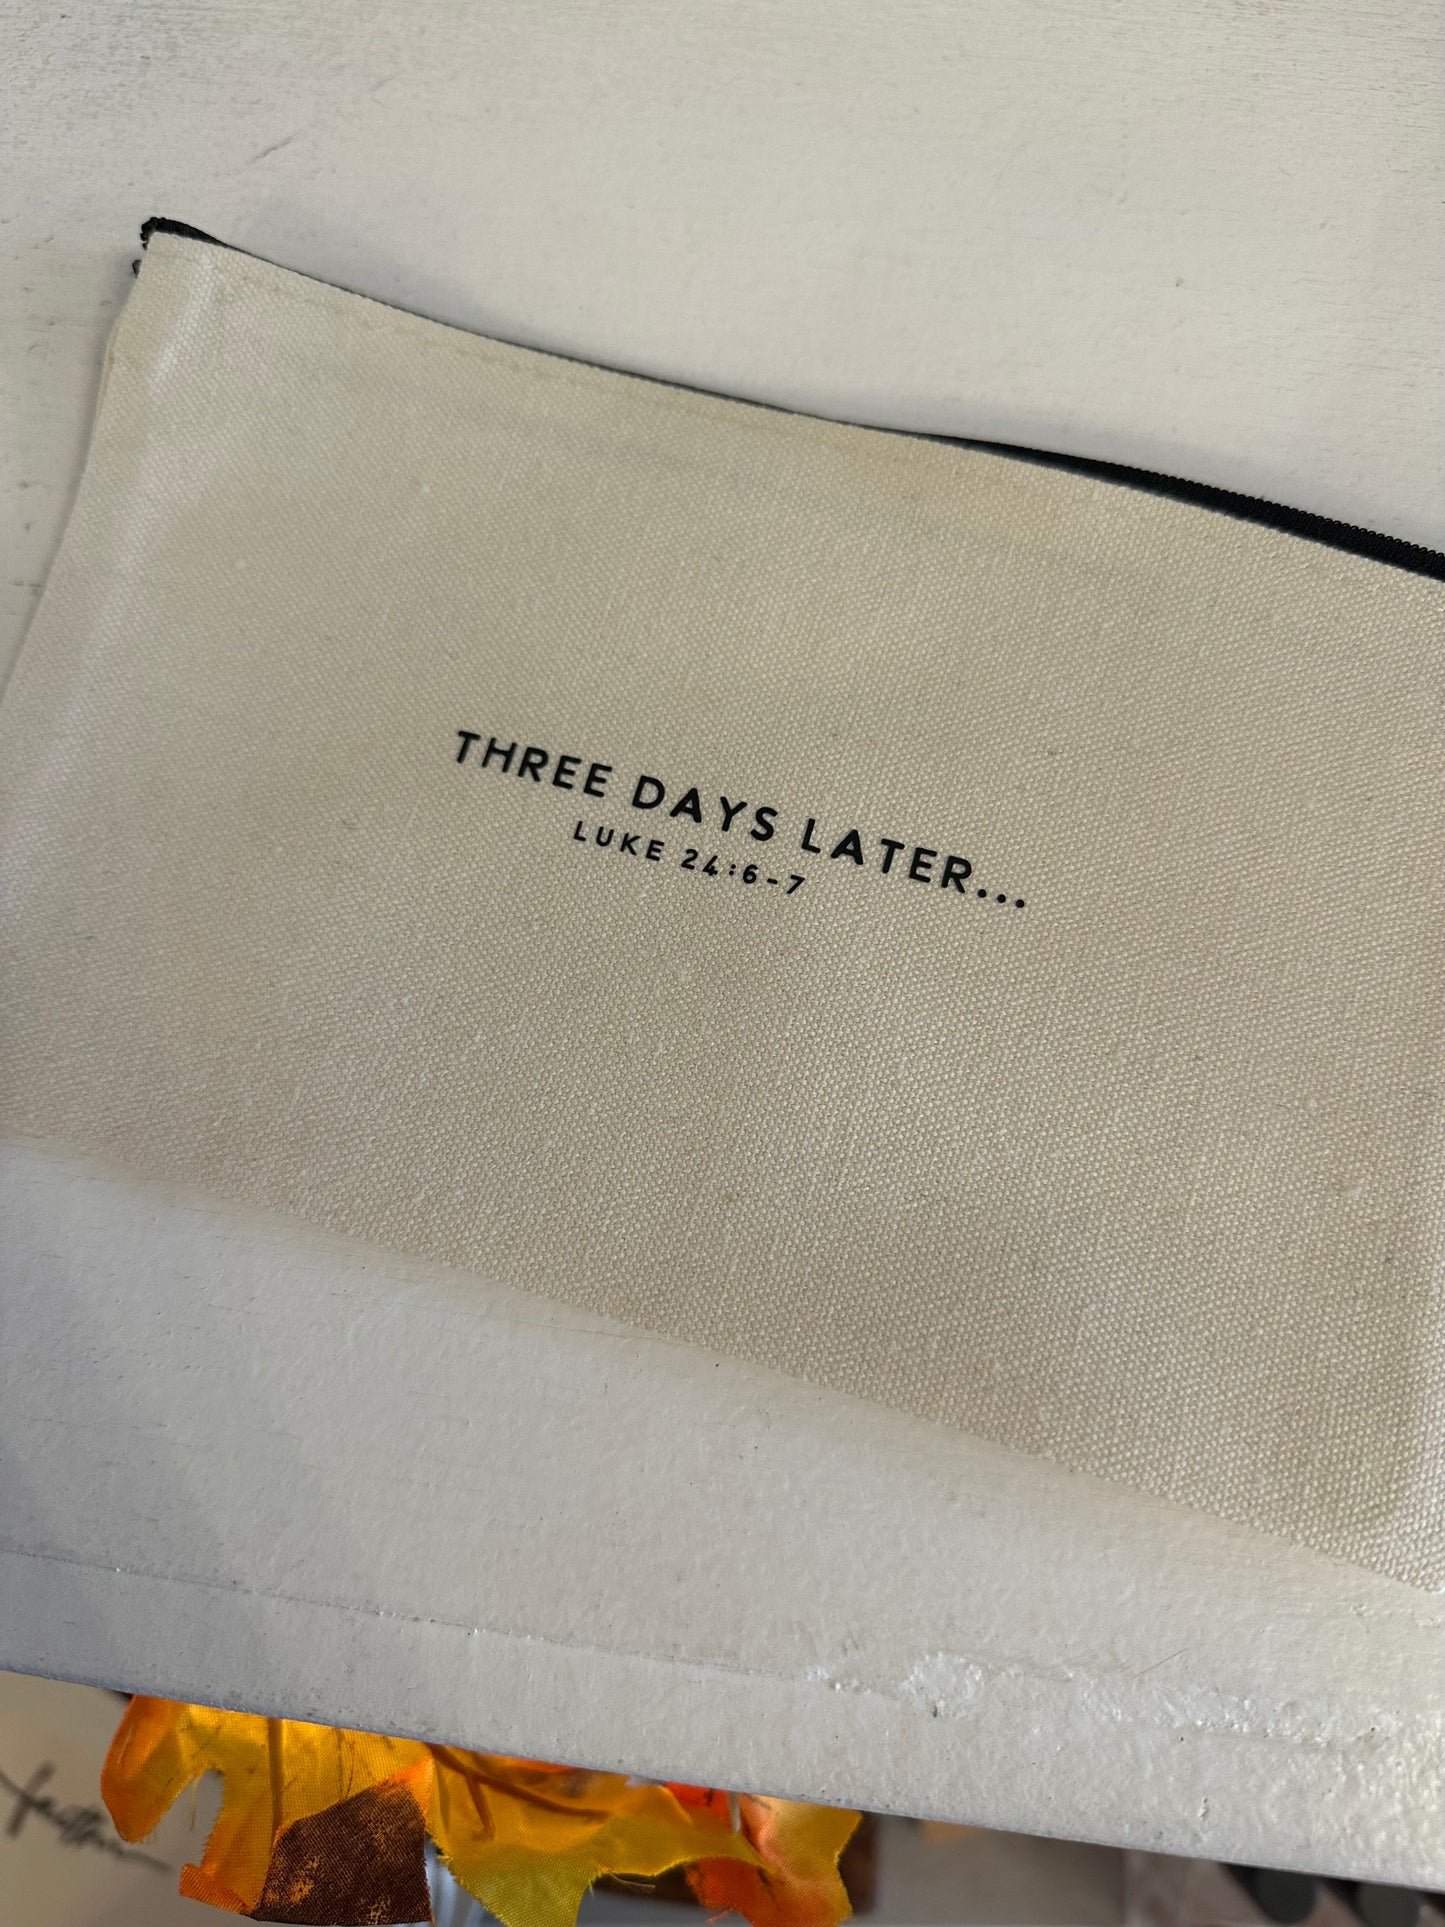 THREE DAYS LATER...
LUKE 24:6-7